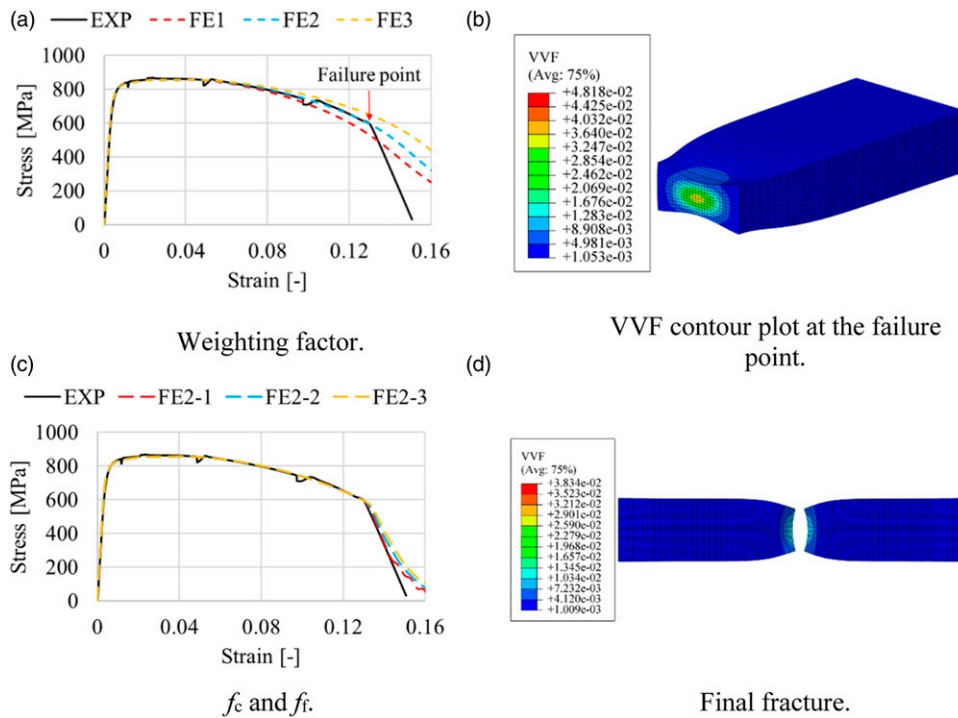 (a)
EXP FE1 FE2 FE3
1000
800
600
400
200
0
Stress [MPa]
Failure point
0 0.04 0.08 0.12 0.16
Strain [-]
Weighting factor.
(b)
VVF
(Avg: 75%)
+4.818e-02
+4.425e-02
+4.032e-02
+3.640e-02
+3.247e-02
+2.854e-02
+2.462e-02
+2.069e-02
+1.676e-02
+1.283e-02
+8.908e-03
+4.981e-03
+1.053e-03
VVF contour plot at the failure
point.
(c)
EXP FE2-1 FE2-2 FE2-3
1000
800
600
400
200
0
Stress [MPa]
0 0.04 0.08 0.12 0.16
Strain [-]
fc and ff.
(d)
VVF
(Avg: 75%)
+3.834e-02
+3.523e-02
+3.212e-02
+2.901e-02
+2.590e-02
+2.279e-02
+1.968e-02
+1.657e-02
+1.345e-02
+1.034e-02
+7.232e-03
+4.120e-03
+1.009e-03
Final fracture.